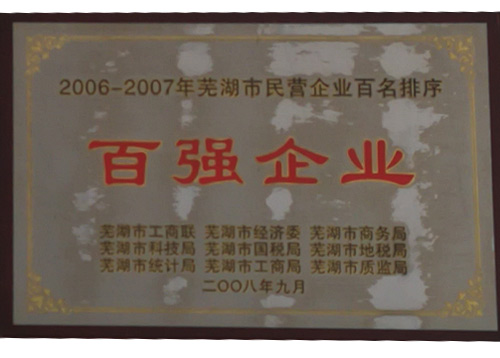 2006-2007年芜湖市民营企业百名排序
百强企业
芜湖市工商联 芜湖市经济委 芜湖市商务局
芜湖市科技局 芜湖市国税局 芜湖市地税局
芜湖市统计局 芜湖市工商局 芜湖市质监局
二〇〇八年九月